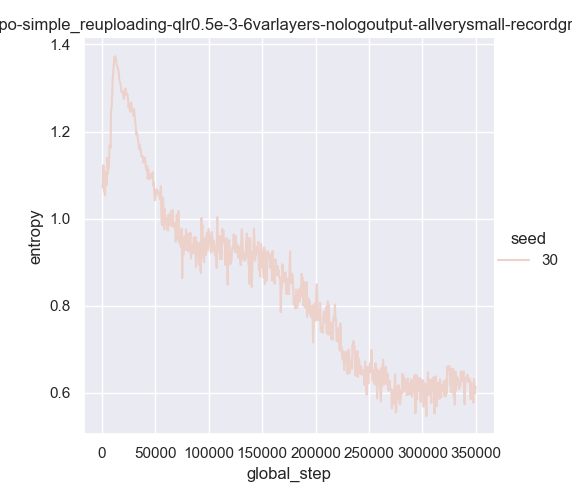 po-simple_reuploading-qlr0.5e-3-6varlayers-nologoutput-allverysmall-recordgr
1.4
1.2
1.0
0.8
0.6
entropy
0 50000 100000 150000 200000 250000 300000 350000
global_step
seed
30